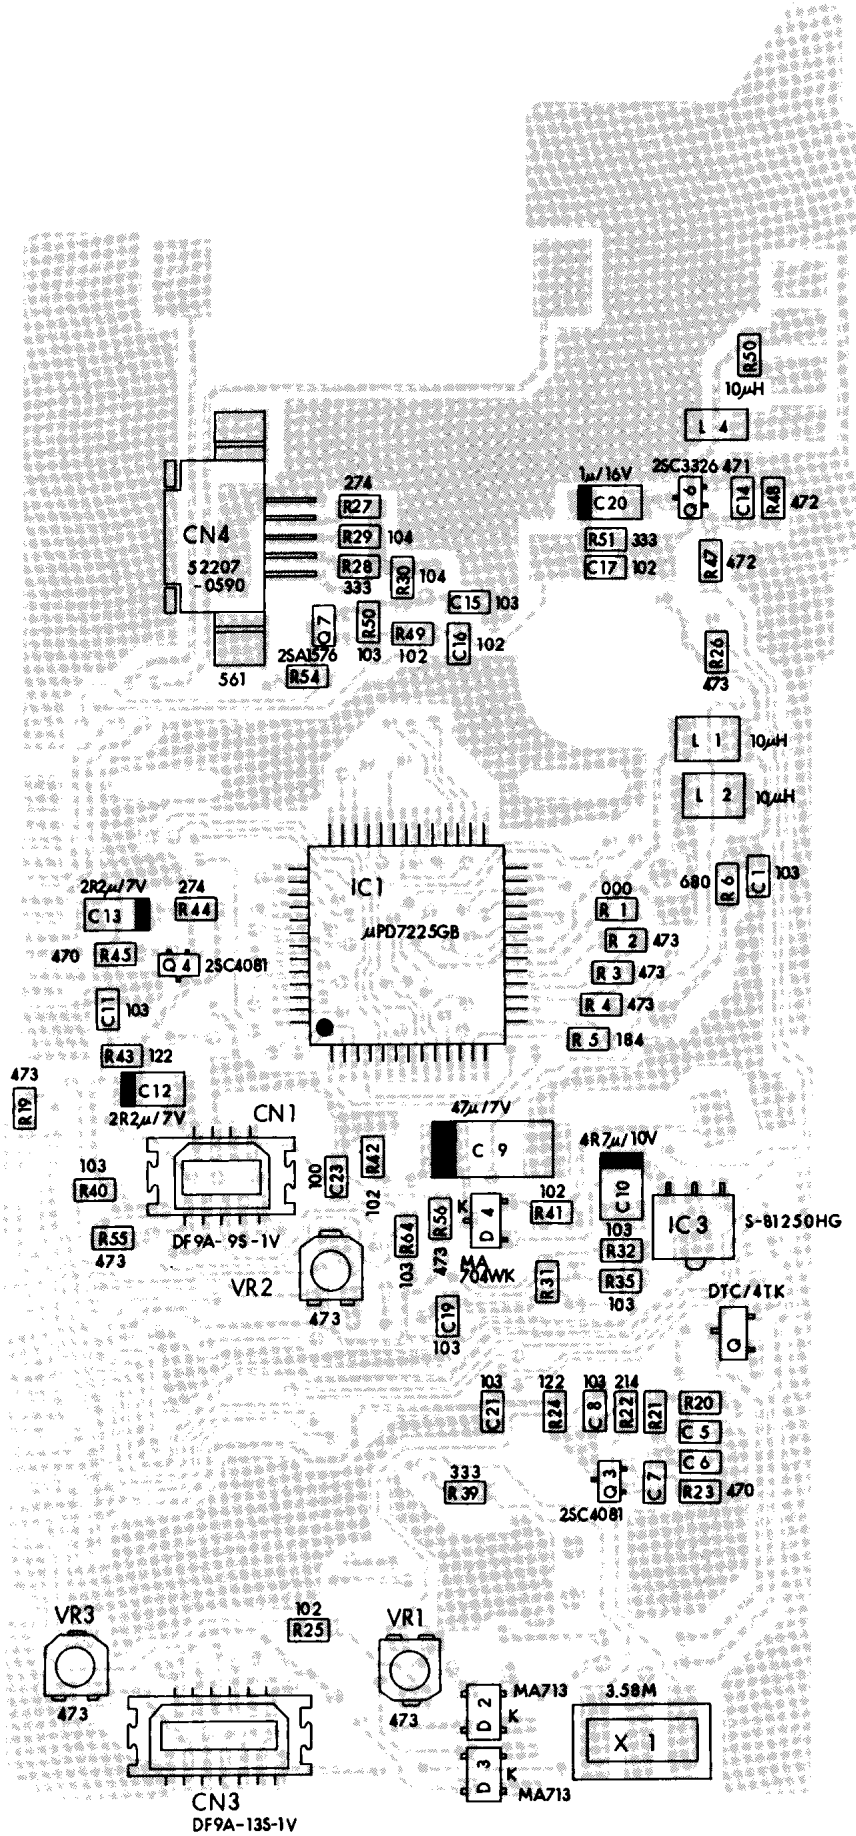 R50
10μH
L 4
1μ/16V
2SC3326 471
274
R27
C20
Q 6
C14
R48
472
CN4
R29
104
R51
333
52207
-0590
R28
333
R30
104
C17
102
R47
472
C15
103
Q 7
R50
103
R49
102
C16
102
R26
473
2SA1576
R54
561
L 1
10μH
L 2
10μH
2R2μ/7V
274
IC1
000
680
R 6
C 1
103
C13
R44
R 1
μPD7225GB
R 2
473
470
R45
Q 4
2SC4081
R 3
473
C11
103
R 4
473
R 5
184
R43
122
473
R19
C12
2R2μ/7V
CN1
47μ/7V
C 9
4R7μ/10V
103
R40
100
C23
R42
102
C10
102
R41
IC3
S-81250HG
R55
473
DF9A-9S-1V
R64
103
R56
473
K
D 4
MA
704WK
103
R32
VR2
473
R31
R35
103
C19
103
DTC/4TK
Q
103
C21
122
R24
103
C 8
214
R22
R21
R20
C 5
C 6
333
R39
Q 3
2SC4081
C 7
R23
470
VR3
102
R25
VR1
473
473
D 2
MA713
K
3.58M
X 1
D 3
K
MA713
CN3
DF9A-13S-1V